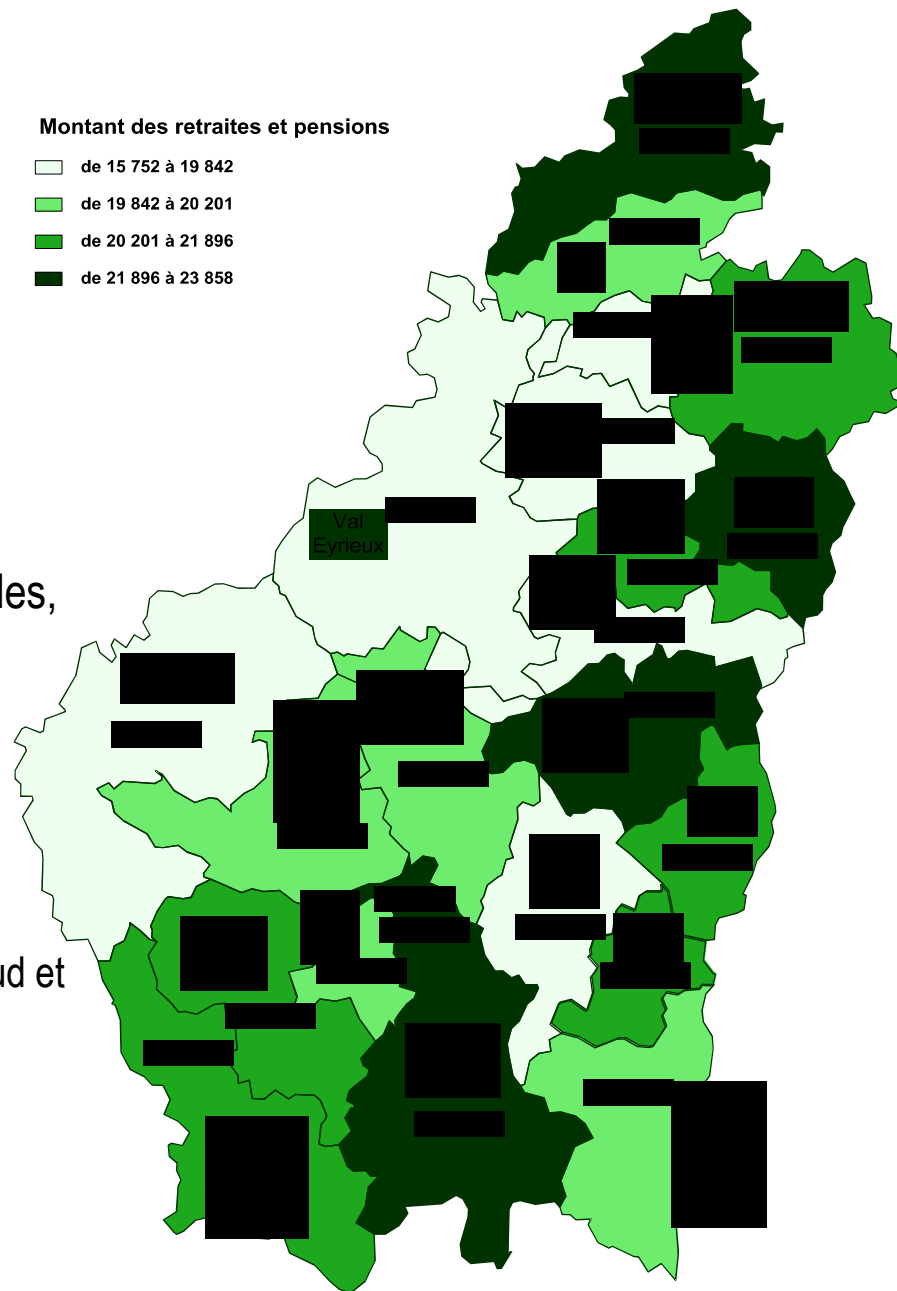 Montant des retraites et pensions
de 15 752 à 19 842
de 19 842 à 20 201
de 20 201 à 21 896
de 21 896 à 23 858
Val
Eyrieux
les,
ud et